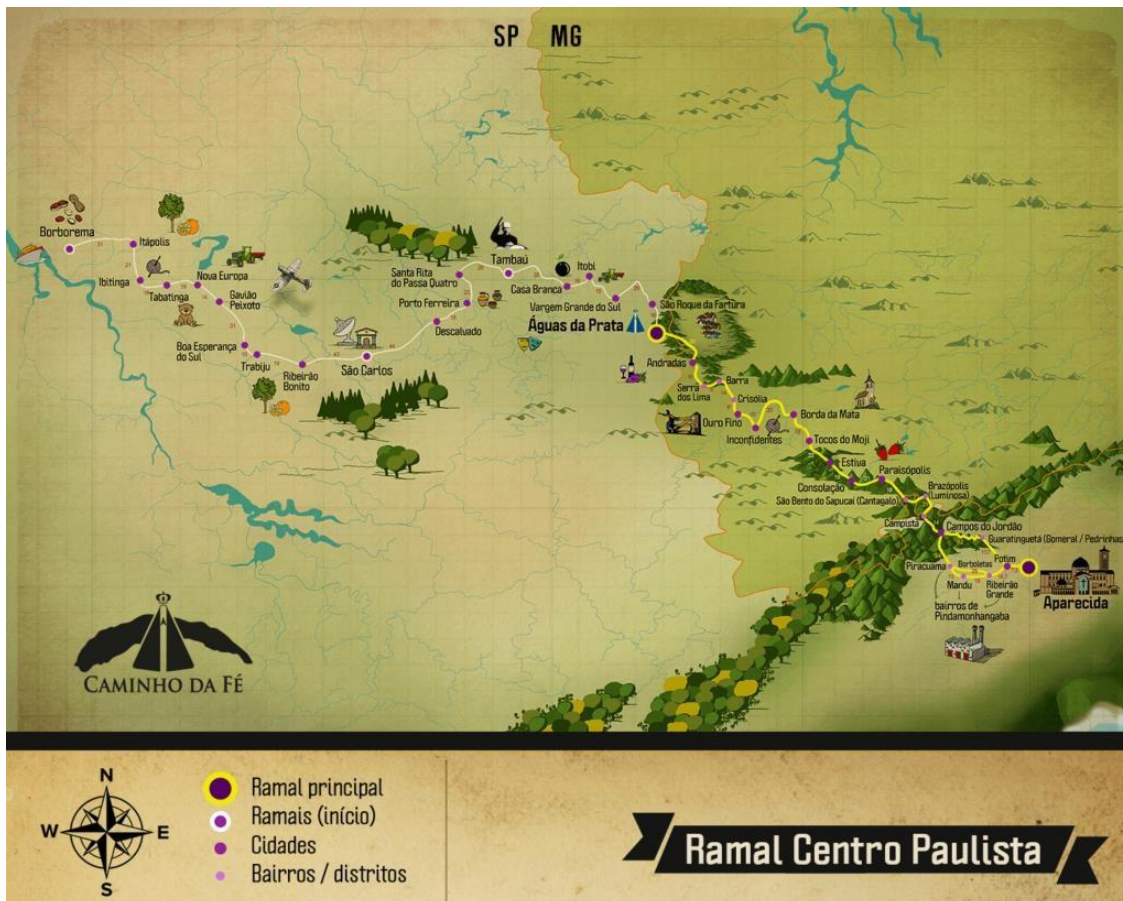 SP MG
Borborema
Itápolis
Ibitinga
Tabatinga
Nova Europa
Gavião
Peixoto
Boa Esperança
do Sul
Trabiju
Ribeirão
Bonito
São Carlos
Descalvado
Porto Ferreira
Santa Rita
do Passa Quatro
Tambaú
Casa Branca
Itobi
Vargem Grande do Sul
São Roque da Fartura
Águas da Prata
Andradas
Serra
dos Lima
Barra
Crisólia
Ouro Fino
Inconfidentes
Borda da Mata
Tocos do Moji
Estiva
Consolação
Paraisópolis
São Bento do Sapucaí (Cantagalo)
Brazópolis
(Luminosa)
Campista
Campos do Jordão
Guaratinguetá (Gomeral / Pedrinhas
Piracuama
Borboletas
Potim
Mandu
Ribeirão
Grande
bairros de
Pindamonhangaba
Aparecida
CAMINHO DA FÉ
N
W E
S
Ramal principal
Ramais (início)
Cidades
Bairros / distritos
Ramal Centro Paulista